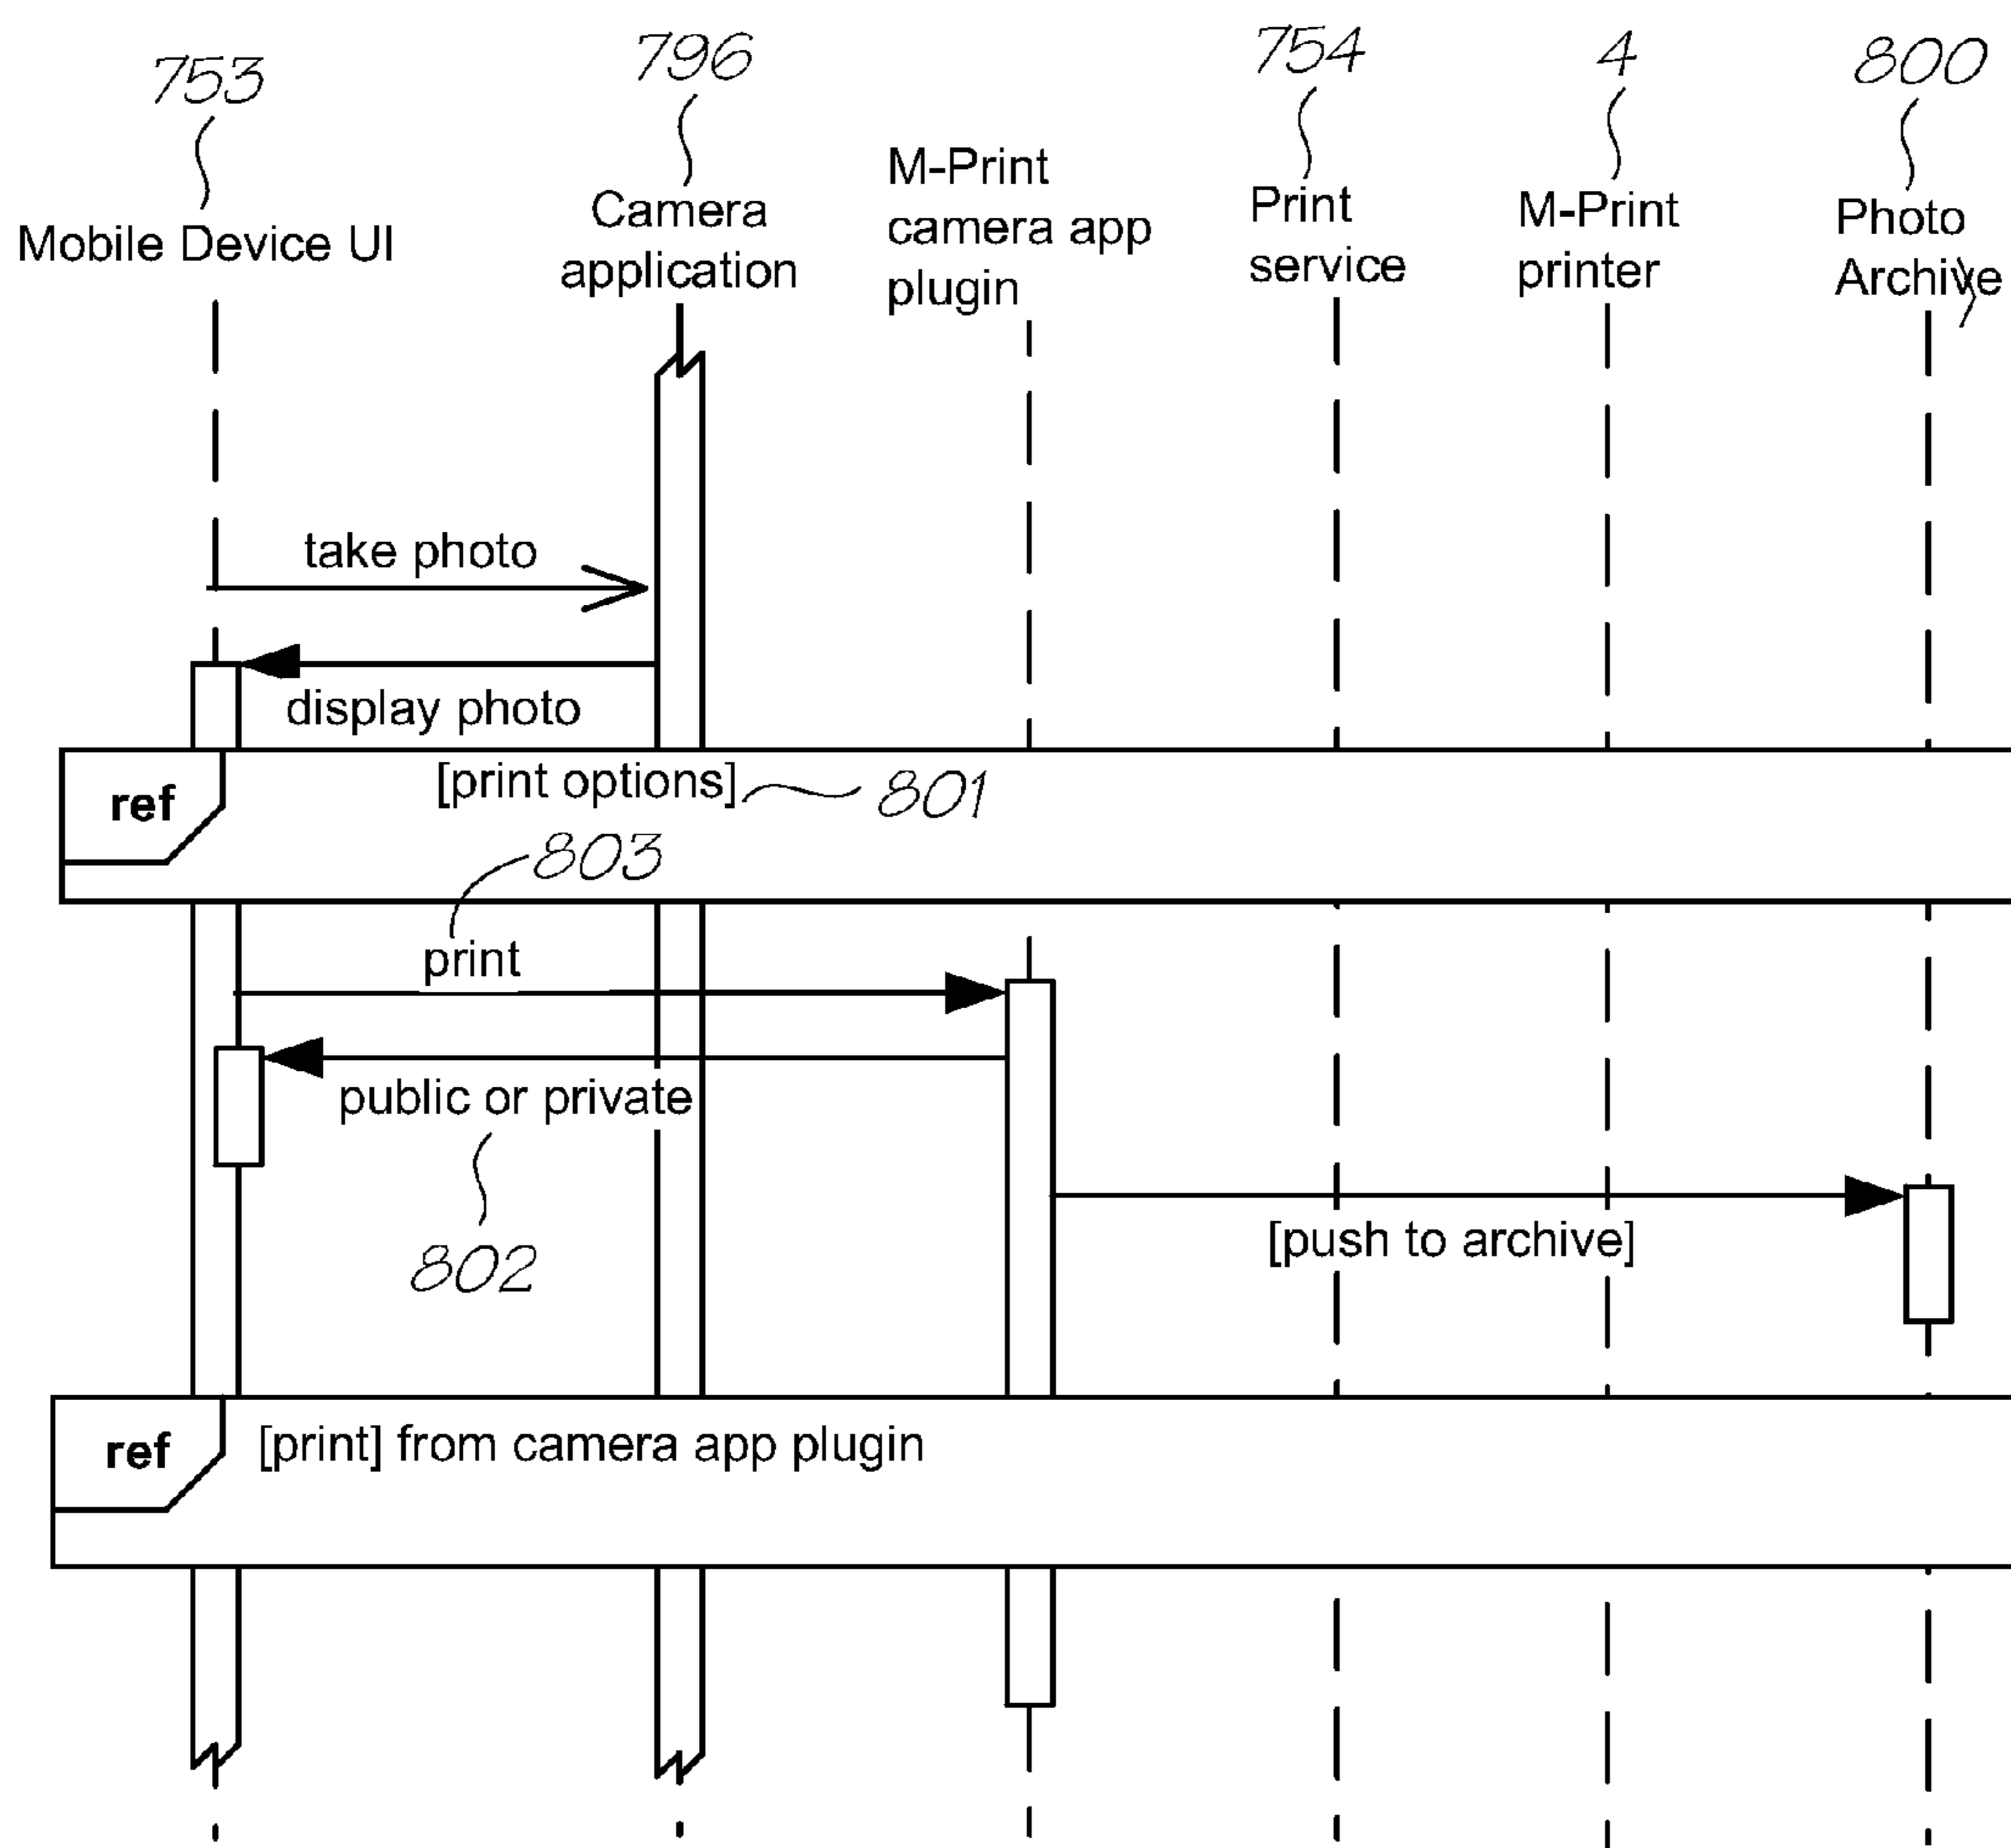 753
796
754
4
800
Mobile Device UI
Camera
application
M-Print
camera app
plugin
Print
service
M-Print
printer
Photo
Archive
take photo
display photo
ref
[print options]
801
803
print
public or private
802
[push to archive]
ref
[print] from camera app plugin